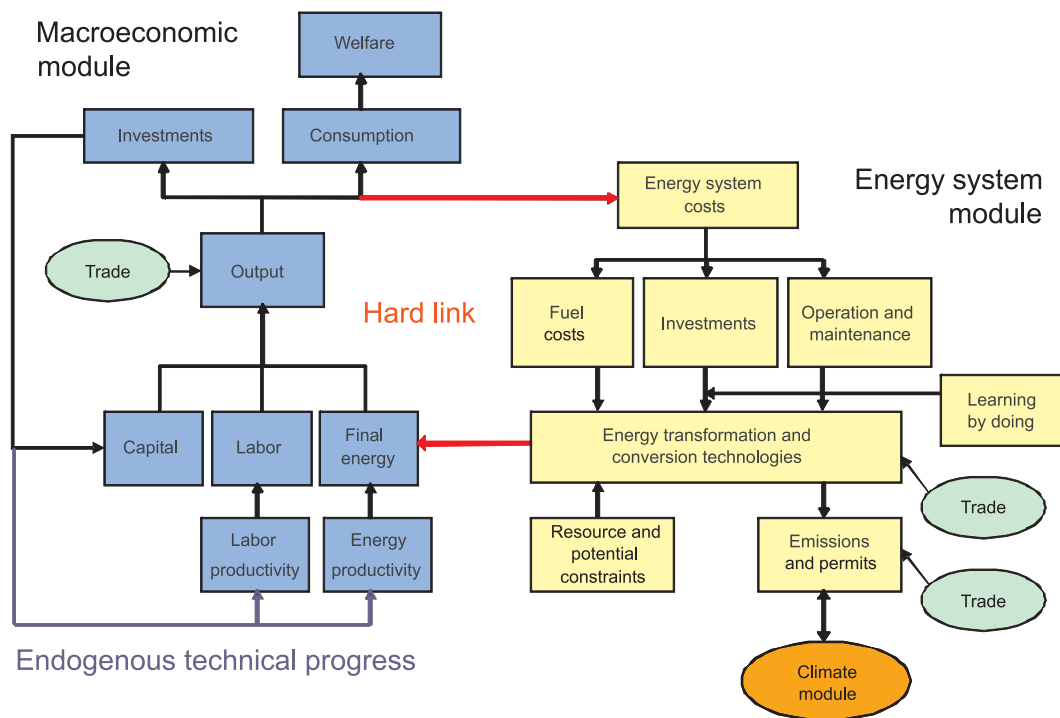 Macroeconomic
module
Welfare
Investments
Consumption
Energy system
costs
Energy system
module
Trade
Output
Hard link
Fuel
costs
Investments
Operation and
maintenance
Learning
by doing
Capital
Labor
Final
energy
Energy transformation and
conversion technologies
Trade
Labor
productivity
Energy
productivity
Resource and
potential
constraints
Emissions
and permits
Trade
Endogenous technical progress
Climate
module